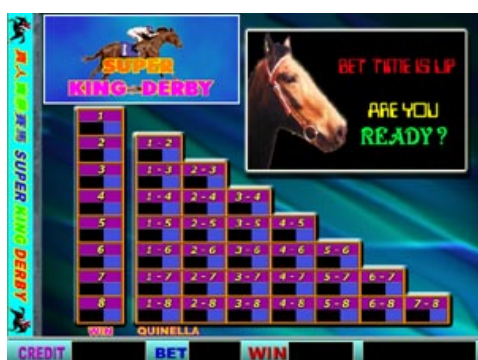 SUPER
KING DERBY
BET TIME IS UP
ARE YOU
READY?
SUPER KING DERBY
1
2 1 - 2
3 1 - 3 2 - 3
4 1 - 4 2 - 4 3 - 4
5 1 - 5 2 - 5 3 - 5 4 - 5
6 1 - 6 2 - 6 3 - 6 4 - 6 5 - 6
7 1 - 7 2 - 7 3 - 7 4 - 7 5 - 7 6 - 7
8 1 - 8 2 - 8 3 - 8 4 - 8 5 - 8 6 - 8 7 - 8
WIN QUINELLA
CREDIT BET WIN